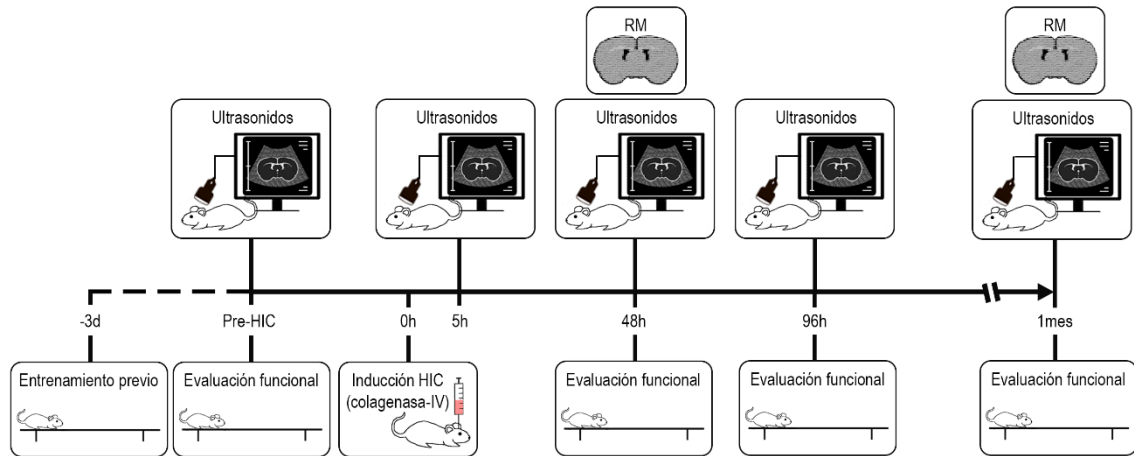 RM
RM
Ultrasonidos
Ultrasonidos
Ultrasonidos
Ultrasonidos
Ultrasonidos
-3d
Pre-HIC
0h
5h
48h
96h
1mes
Entrenamiento previo
Evaluación funcional
Inducción HIC
(colagenasa-IV)
Evaluación funcional
Evaluación funcional
Evaluación funcional